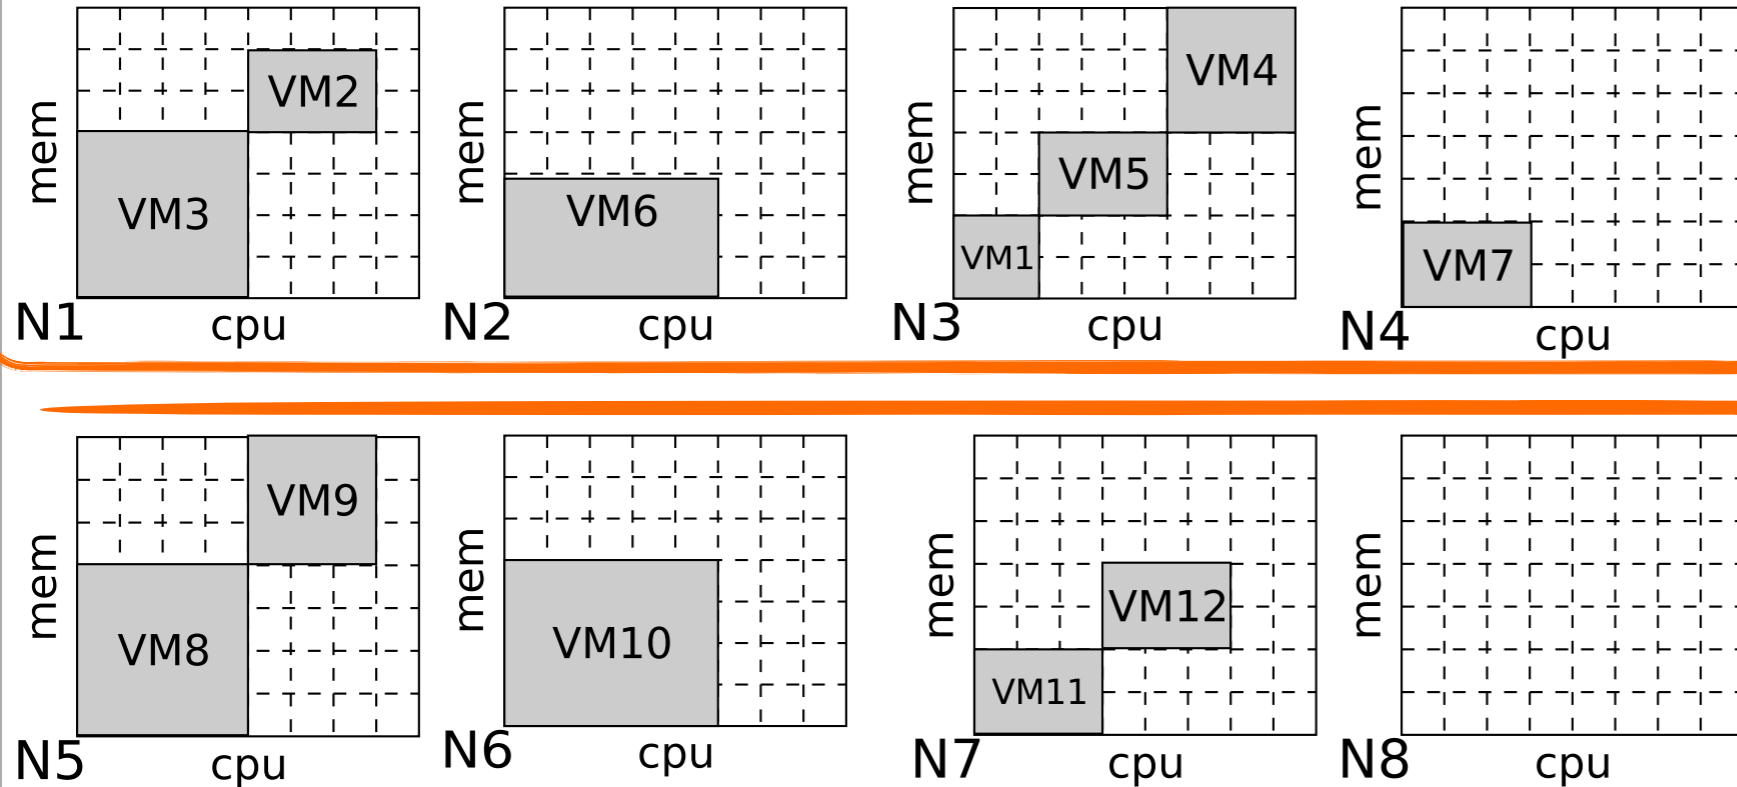 mem
VM3
VM2
N1
cpu
mem
VM6
N2
cpu
mem
VM1
VM5
VM4
N3
cpu
mem
VM7
N4
cpu
mem
VM8
VM9
N5
cpu
mem
VM10
N6
cpu
mem
VM11
VM12
N7
cpu
mem
N8
cpu